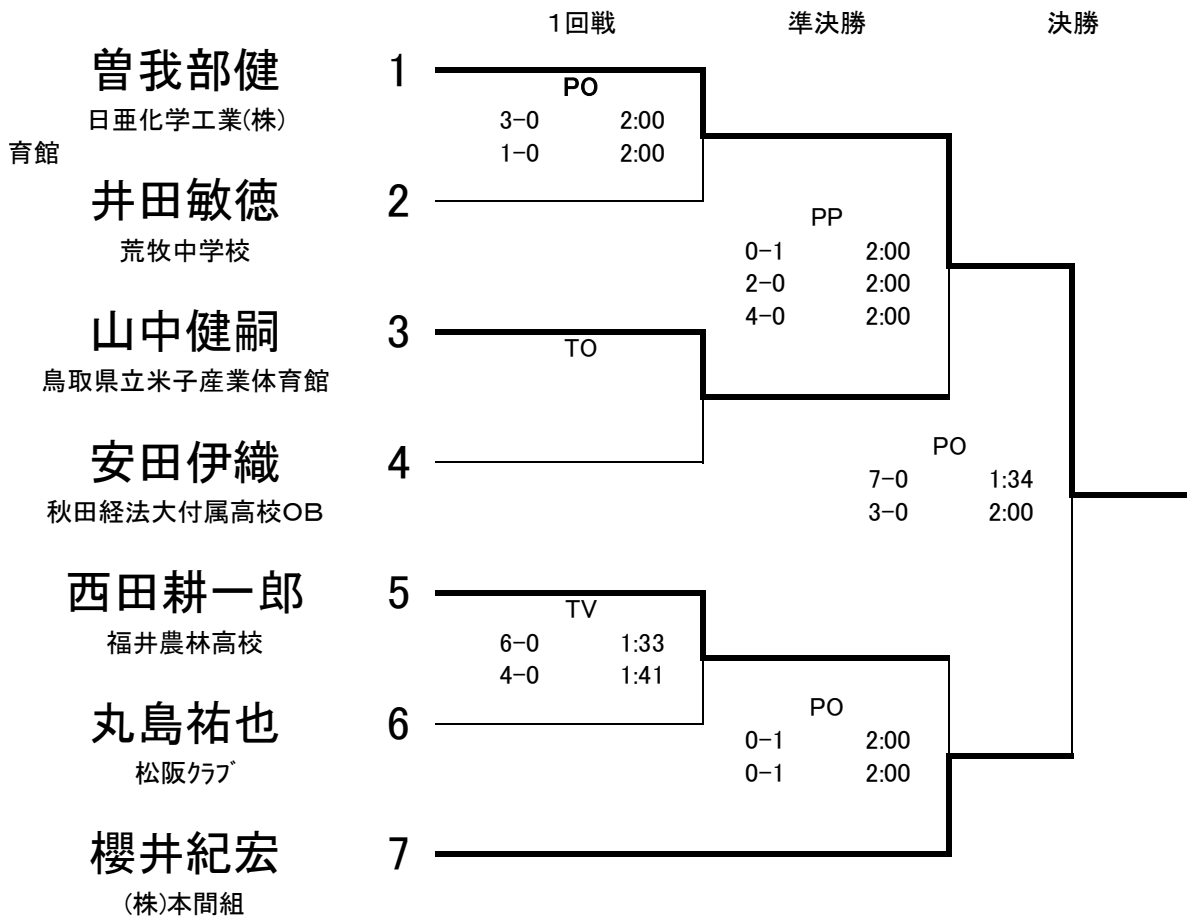 1回戦 準決勝 決勝
曽我部健 1
PO
日亜化学工業(株)
3-0 2:00
育館
1-0 2:00
井田敏徳 2
荒牧中学校
PP
0-1 2:00
2-0 2:00
4-0 2:00
山中健嗣 3
TO
鳥取県立米子産業体育館
安田伊織 4
秋田経法大付属高校OB
PO
7-0 1:34
3-0 2:00
西田耕一郎 5
TV
福井農林高校
6-0 1:33
4-0 1:41
丸島祐也 6
松阪クラブ
PO
0-1 2:00
0-1 2:00
櫻井紀宏 7
(株)本間組